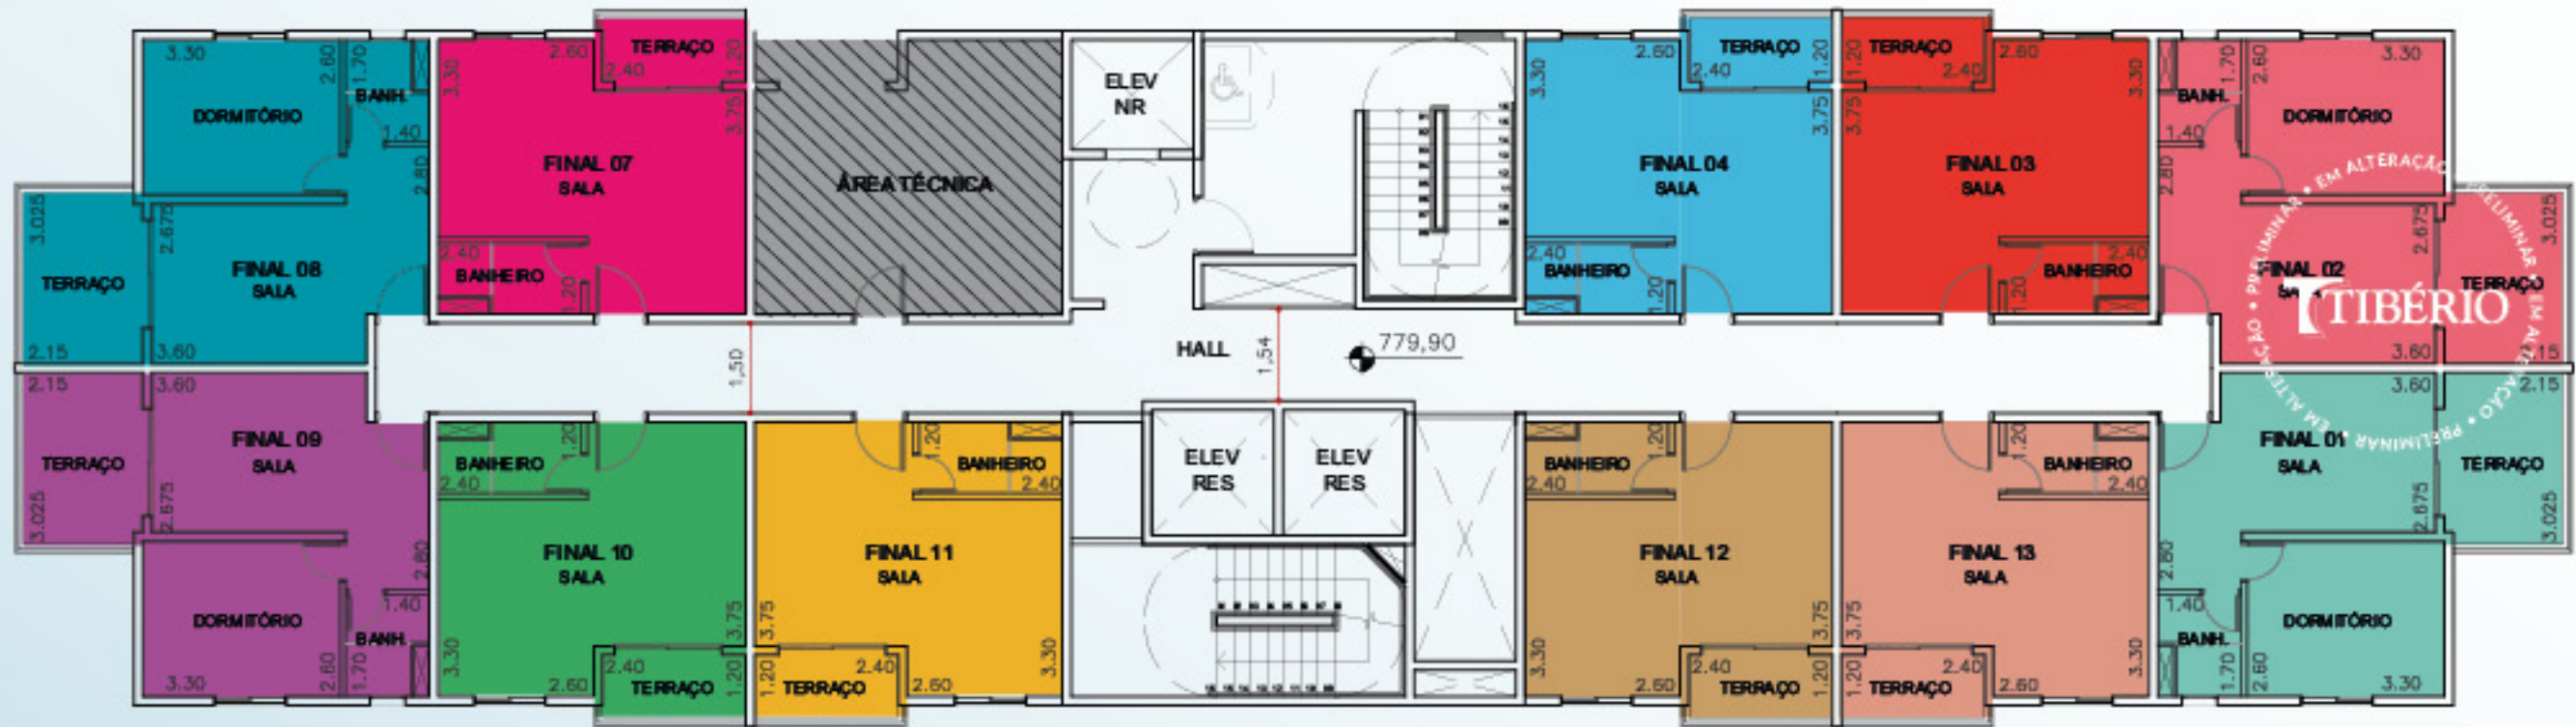 3.30
2.60
1.70
DORMITÓRIO
BANH.
1.40
2.80
3.025
2.675
TERRAÇO
FINAL 08
SALA
2.15
3.60
3.30
2.60
2.40
TERRAÇO
1.20
3.75
FINAL 07
SALA
2.40
BANHEIRO
1.20
ÁREA TÉCNICA
ELEV
NR
3.30
2.60
2.40
TERRAÇO
1.20
3.75
FINAL 04
SALA
2.40
BANHEIRO
1.20
1.20
TERRAÇO
2.40
2.60
3.30
3.75
FINAL 03
SALA
2.40
BANHEIRO
1.20
1.70
2.60
3.30
BANH.
DORMITÓRIO
1.40
2.80
2.675
3.025
FINAL 02
SALA
TERRAÇO
3.60
2.15
EM ALTERAÇÃO • PRELIMINAR • EM ALTERAÇÃO • PRELIMINAR • EM ALTERAÇÃO • PRELIMINAR •
TIBÉRIO
1,50
HALL
1,54
779,90
2.15
3.60
TERRAÇO
FINAL 09
SALA
3.025
2.675
2.80
1.40
DORMITÓRIO
BANH.
3.30
2.60
1.70
BANHEIRO
1.20
2.40
FINAL 10
SALA
3.75
3.30
2.60
2.40
TERRAÇO
1.20
1.20
BANHEIRO
2.40
FINAL 11
SALA
3.75
3.30
1.20
TERRAÇO
2.40
2.60
ELEV
RES
ELEV
RES
BANHEIRO
1.20
2.40
FINAL 12
SALA
3.75
3.30
2.60
2.40
TERRAÇO
1.20
1.20
BANHEIRO
2.40
FINAL 13
SALA
3.75
3.30
1.20
TERRAÇO
2.40
2.60
3.60
2.15
FINAL 01
SALA
TERRAÇO
2.675
3.025
2.80
1.40
BANH.
DORMITÓRIO
1.70
2.60
3.30